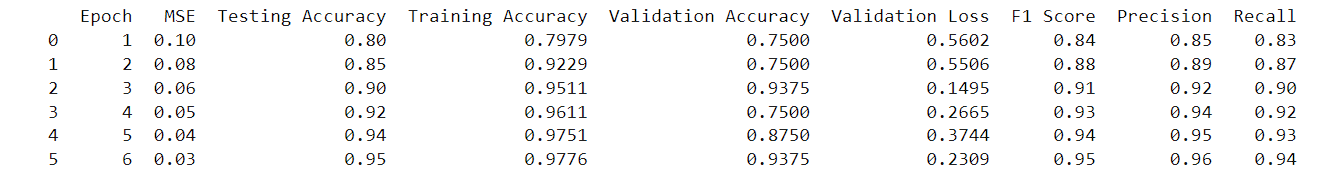 Epoch MSE Testing Accuracy Training Accuracy Validation Accuracy Validation Loss F1 Score Precision Recall
0 1 0.10 0.80 0.7979 0.7500 0.5602 0.84 0.85 0.83
1 2 0.08 0.85 0.9229 0.7500 0.5506 0.88 0.89 0.87
2 3 0.06 0.90 0.9511 0.9375 0.1495 0.91 0.92 0.90
3 4 0.05 0.92 0.9611 0.7500 0.2665 0.93 0.94 0.92
4 5 0.04 0.94 0.9751 0.8750 0.3744 0.94 0.95 0.93
5 6 0.03 0.95 0.9776 0.9375 0.2309 0.95 0.96 0.94